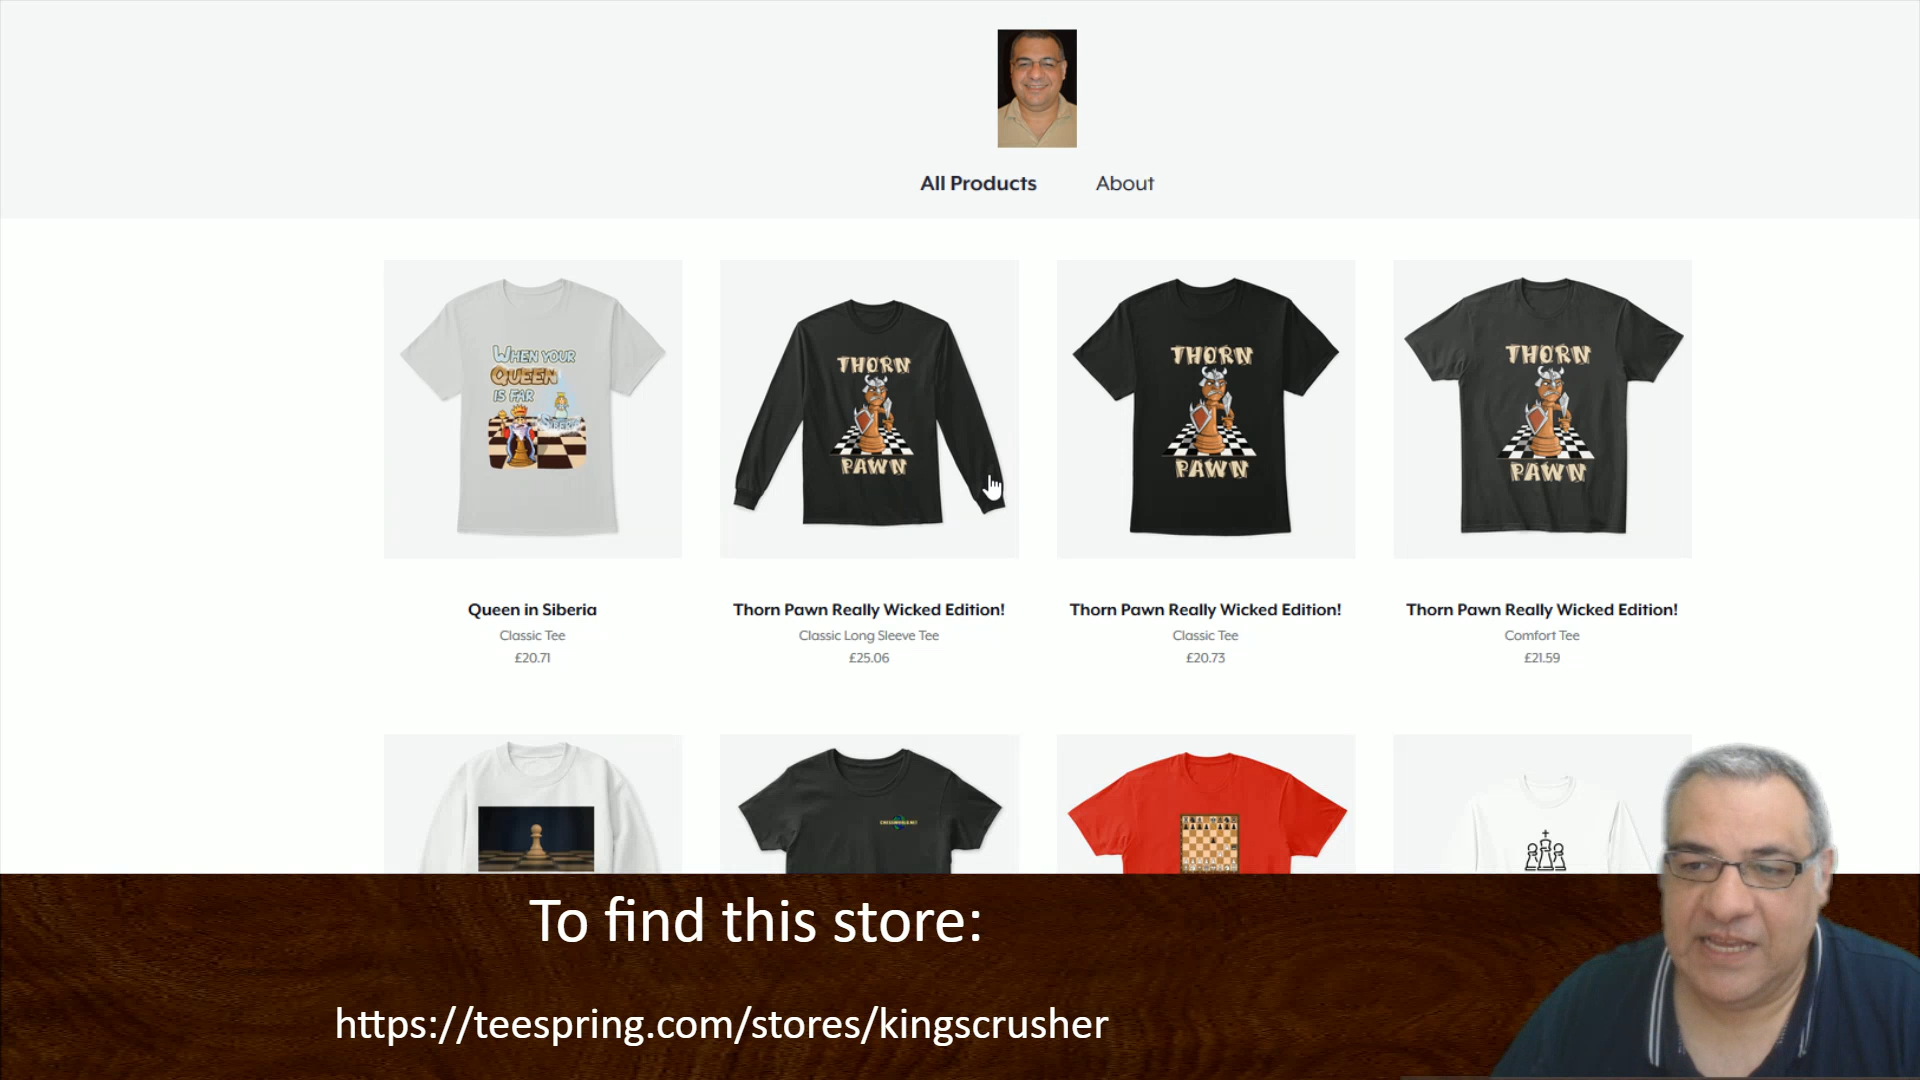 All Products About
WHEN YOUR
QUEEN
IS FAR
THORN
PAWN
THORN
PAWN
THORN
PAWN
Queen in Siberia
Classic Tee
£20.71
Thorn Pawn Really Wicked Edition!
Classic Long Sleeve Tee
£25.06
Thorn Pawn Really Wicked Edition!
Classic Tee
£20.73
Thorn Pawn Really Wicked Edition!
Comfort Tee
£21.59
To find this store:
https://teespring.com/stores/kingscrusher